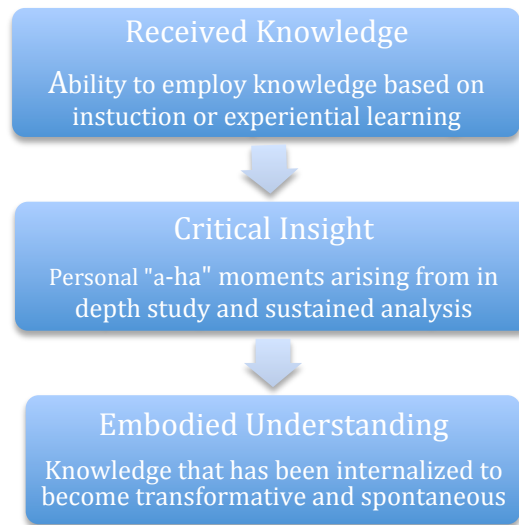 Received Knowledge
Ability to employ knowledge based on
instuction or experiential learning
Critical Insight
Personal "a-ha" moments arising from in
depth study and sustained analysis
Embodied Understanding
Knowledge that has been internalized to
become transformative and spontaneous